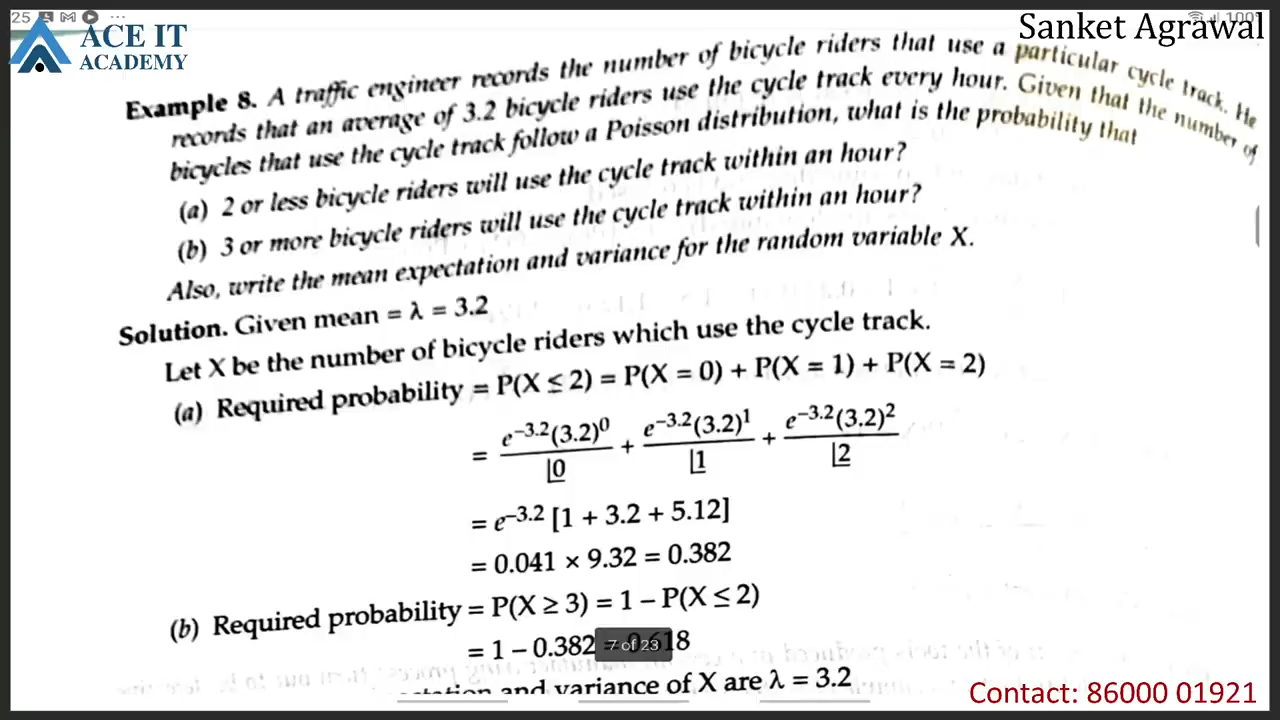 25
100%
ACE IT
ACADEMY
Sanket Agrawal
Example 8. A traffic engineer records the number of bicycle riders that use a particular cycle track. He
records that an average of 3.2 bicycle riders use the cycle track every hour. Given that the number of
bicycles that use the cycle track follow a Poisson distribution, what is the probability that
(a) 2 or less bicycle riders will use the cycle track within an hour?
(b) 3 or more bicycle riders will use the cycle track within an hour?
Also, write the mean expectation and variance for the random variable X.
Solution. Given mean = λ = 3.2
Let X be the number of bicycle riders which use the cycle track.
(a) Required probability = P(X ≤ 2) = P(X = 0) + P(X = 1) + P(X = 2)
= e^{-3.2}(3.2)^0 / |0 + e^{-3.2}(3.2)^1 / |1 + e^{-3.2}(3.2)^2 / |2
= e^{-3.2} [1 + 3.2 + 5.12]
= 0.041 × 9.32 = 0.382
(b) Required probability = P(X ≥ 3) = 1 – P(X ≤ 2)
= 1 – 0.382 = 0.618
7 of 23
and variance of X are λ = 3.2
Contact: 86000 01921